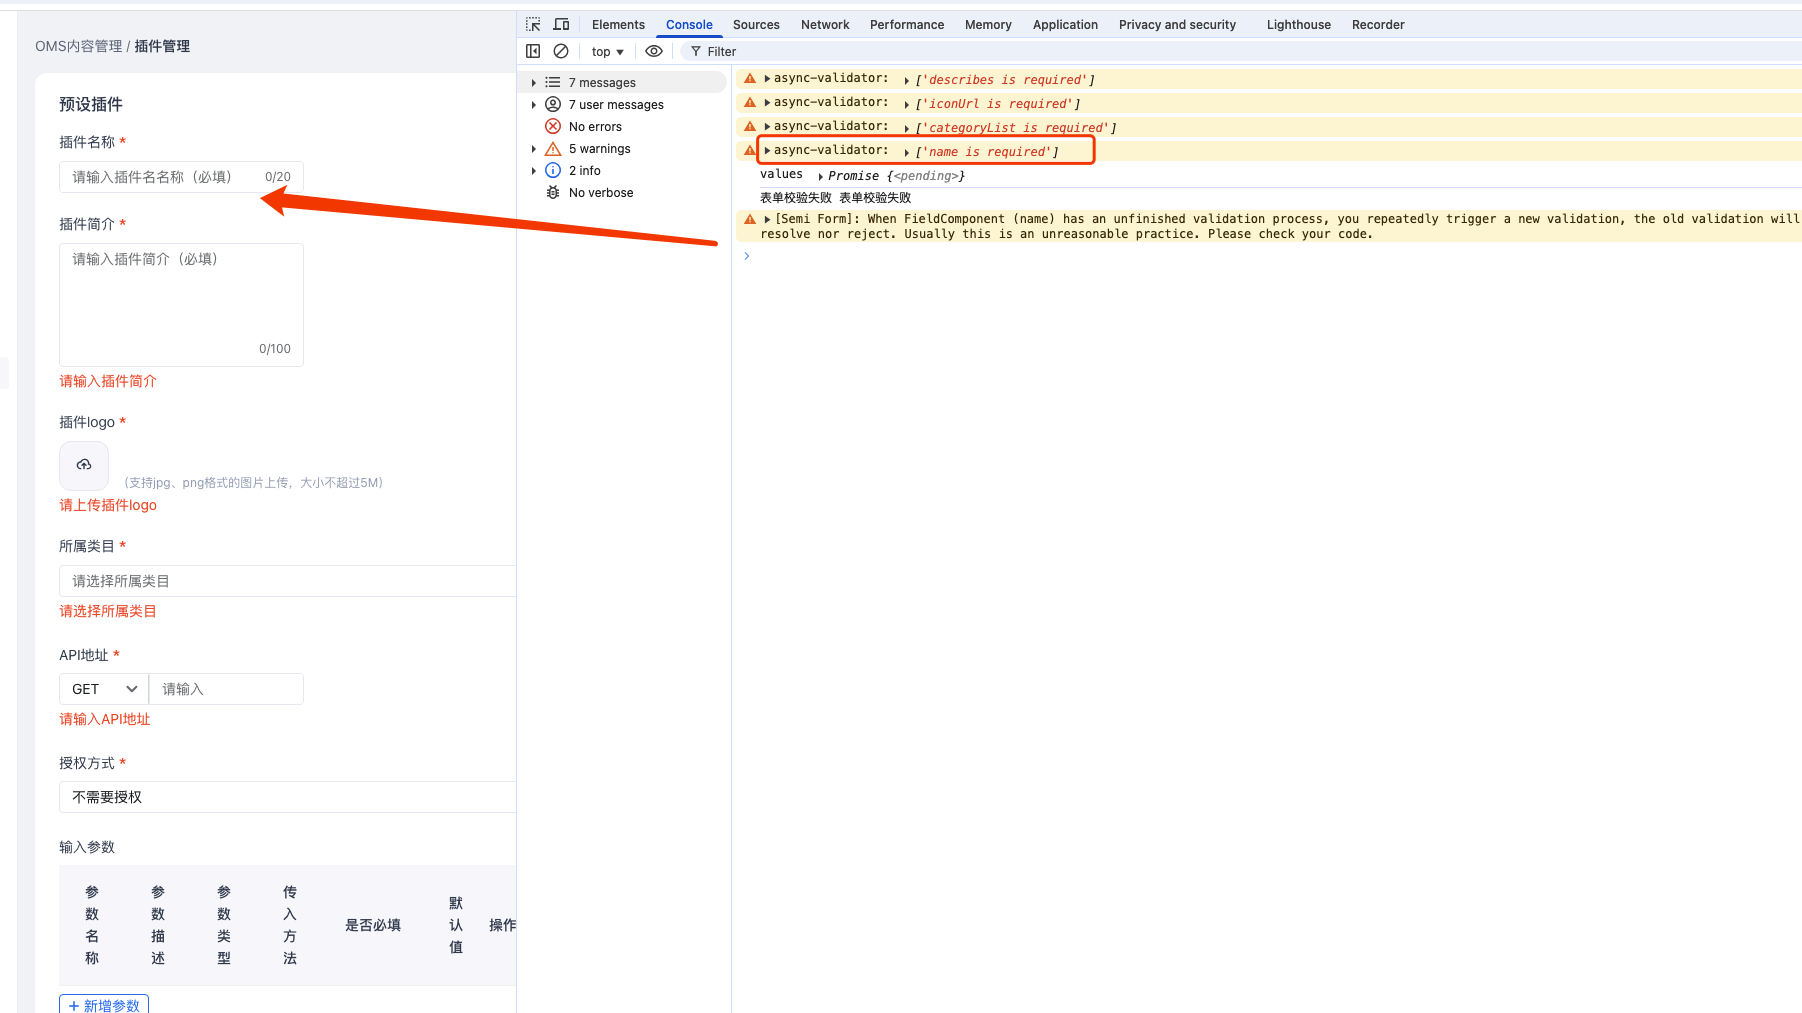 OMS内容管理 / 插件管理
预设插件
插件名称 *
请输入插件名名称（必填） 0/20
插件简介 *
请输入插件简介（必填）
0/100
请输入插件简介
插件logo *
（支持jpg、png格式的图片上传，大小不超过5M）
请上传插件logo
所属类目 *
请选择所属类目
请选择所属类目
API地址 *
GET 请输入
请输入API地址
授权方式 *
不需要授权
输入参数
参数名称 参数描述 参数类型 传入方法 是否必填 默认值 操作
+ 新增参数
Elements Console Sources Network Performance Memory Application Privacy and security Lighthouse Recorder
top Filter
7 messages
7 user messages
No errors
5 warnings
2 info
No verbose
async-validator: ['describes is required']
async-validator: ['iconUrl is required']
async-validator: ['categoryList is required']
async-validator: ['name is required']
values Promise {<pending>}
表单校验失败 表单校验失败
[Semi Form]: When FieldComponent (name) has an unfinished validation process, you repeatedly trigger a new validation, the old validation will
resolve nor reject. Usually this is an unreasonable practice. Please check your code.